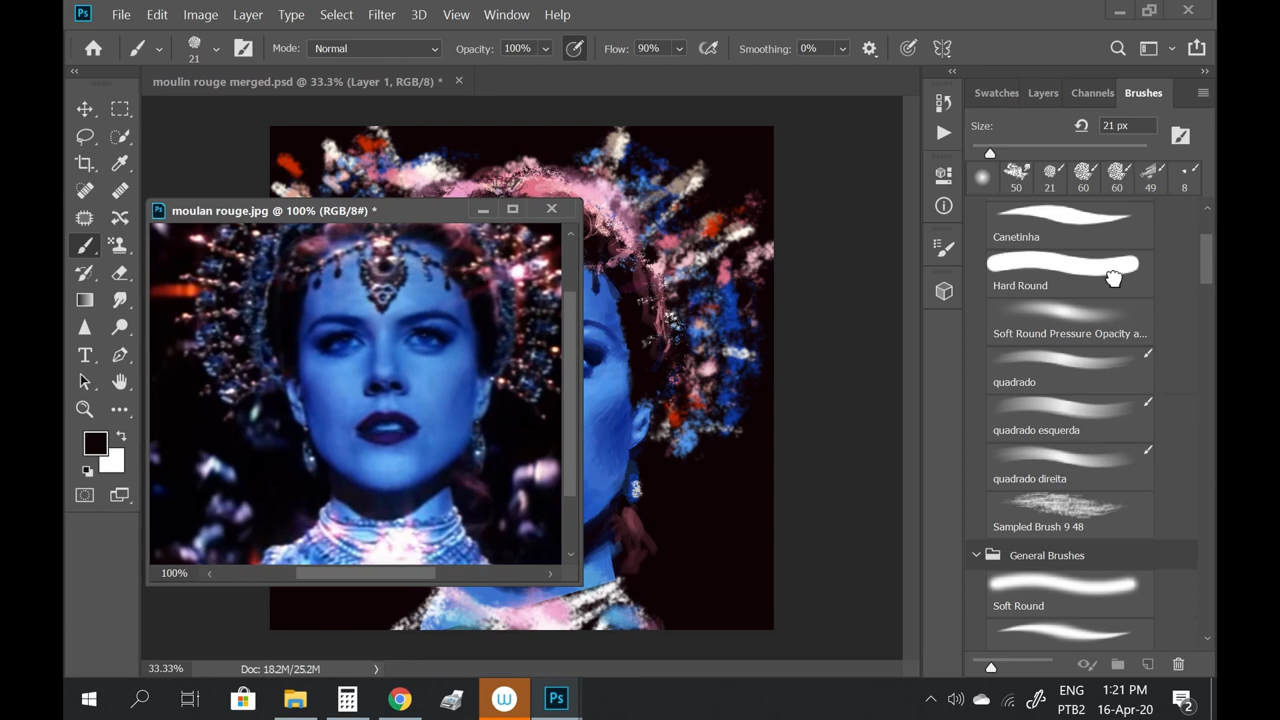 Ps File Edit Image Layer Type Select Filter 3D View Window Help
21 Mode: Normal Opacity: 100% Flow: 90% Smoothing: 0%
moulin rouge merged.psd @ 33.3% (Layer 1, RGB/8) *
Swatches Layers Channels Brushes
Size: 21 px
50 21 60 60 49 8
Ps moulan rouge.jpg @ 100% (RGB/8#) *
Canetinha
Hard Round
Soft Round Pressure Opacity a...
quadrado
quadrado esquerda
quadrado direita
Sampled Brush 9 48
General Brushes
Soft Round
T
100%
33.33% Doc: 18.2M/25.2M
W Ps ENG 1:21 PM
PTB2 16-Apr-20 2